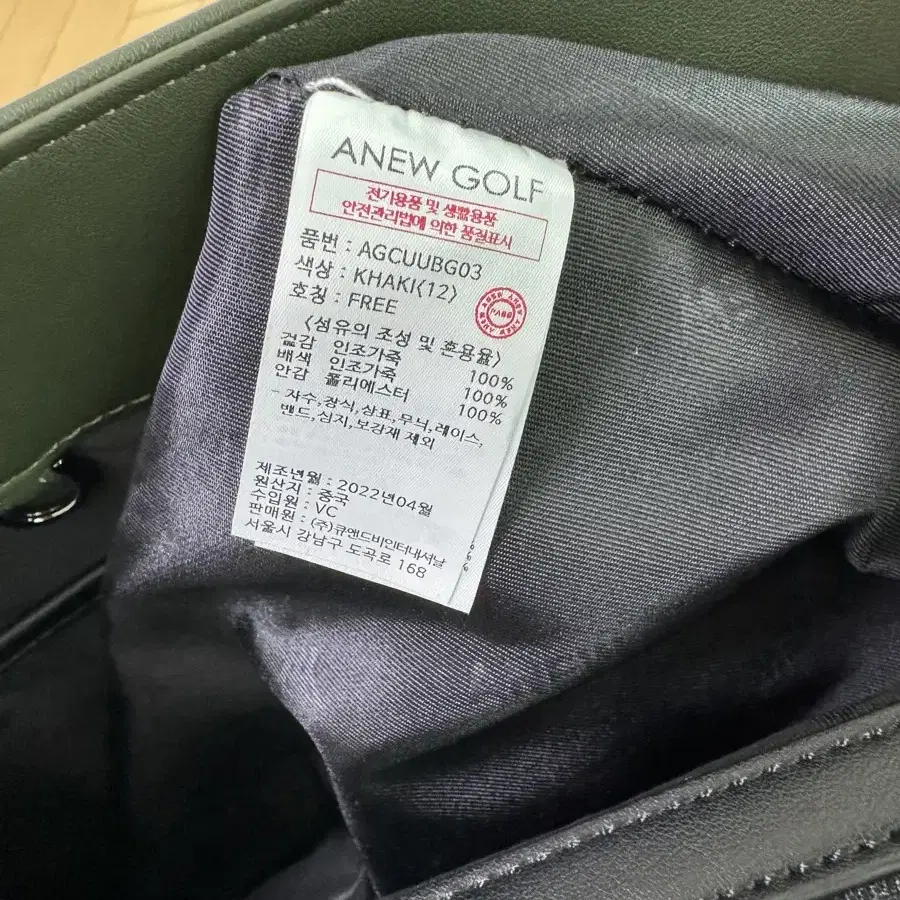 ANEW GOLF
전기용품 및 생활용품
안전관리법에 의한 품질표시
품번 : AGCUUBG03
색상 : KHAKI(12)
호칭 : FREE
ANEW ANEW ANEW
PASS
<섬유의 조성 및 혼용율>
겉감 인조가죽 100%
배색 인조가죽 100%
안감 폴리에스터 100%
- 자수,장식,상표,무늬,레이스,
밴드,심지,보강재 제외
제조년월 : 2022년04월
원산지 : 중국
수입원 : VC
판매원 : (주)큐앤드비인터내셔날
서울시 강남구 도곡로 168